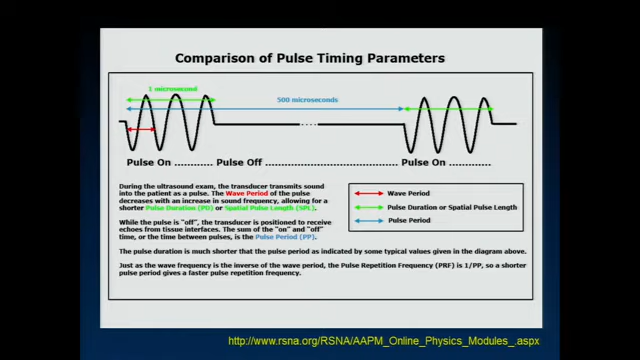 Comparison of Pulse Timing Parameters
1 microsecond
500 microseconds
Pulse On ........... Pulse Off ......................................... Pulse On ...........
During the ultrasound exam, the transducer transmits sound
into the patient as a pulse. The Wave Period of the pulse
decreases with an increase in sound frequency, allowing for a
shorter Pulse Duration (PD) or Spatial Pulse Length (SPL).
While the pulse is "off", the transducer is positioned to receive
echoes from tissue interfaces. The sum of the "on" and "off"
time, or the time between pulses, is the Pulse Period (PP).
Wave Period
Pulse Duration or Spatial Pulse Length
Pulse Period
The pulse duration is much shorter that the pulse period as indicated by some typical values given in the diagram above.
Just as the wave frequency is the inverse of the wave period, the Pulse Repetition Frequency (PRF) is 1/PP, so a shorter
pulse period gives a faster pulse repetition frequency.
http://www.rsna.org/RSNA/AAPM_Online_Physics_Modules_.aspx